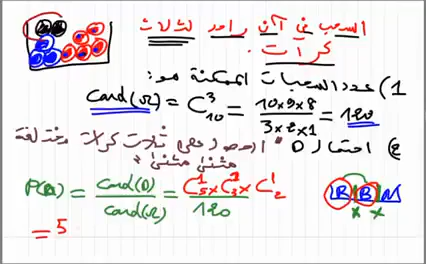 السحب في آن واحد لثلاث
كرات.
1) عدد السحبات الممكنة هو:
Card(Ω) = C³₁₀ = 10×9×8 / 3×2×1 = 120
2) احتمال D " الحصول على ثلاث كرات مختلفة
مثنى مثنى "
P(D) = Card(D) / Card(Ω) = C¹₅ × C¹₃ × C¹₂ / 120
R B N
= 5